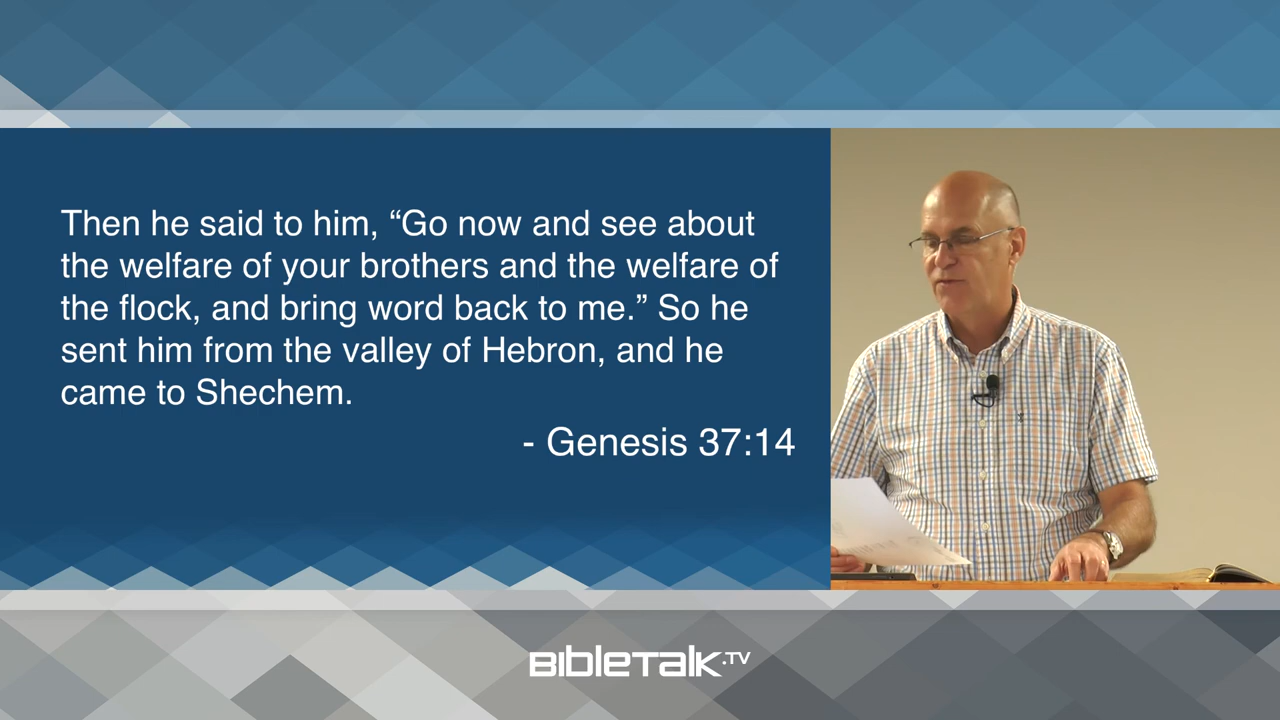 Then he said to him, “Go now and see about
the welfare of your brothers and the welfare of
the flock, and bring word back to me.” So he
sent him from the valley of Hebron, and he
came to Shechem.
- Genesis 37:14
BIBLETALK.TV